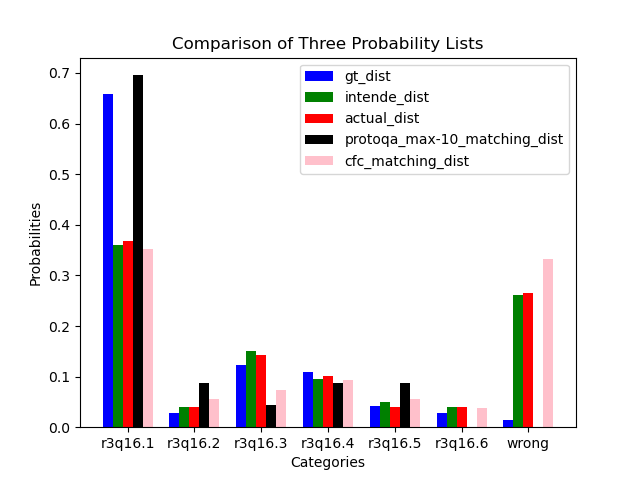 Comparison of Three Probability Lists
gt_dist
intende_dist
actual_dist
protoqa_max-10_matching_dist
cfc_matching_dist
Probabilities
0.7
0.6
0.5
0.4
0.3
0.2
0.1
0.0
r3q16.1 r3q16.2 r3q16.3 r3q16.4 r3q16.5 r3q16.6 wrong
Categories